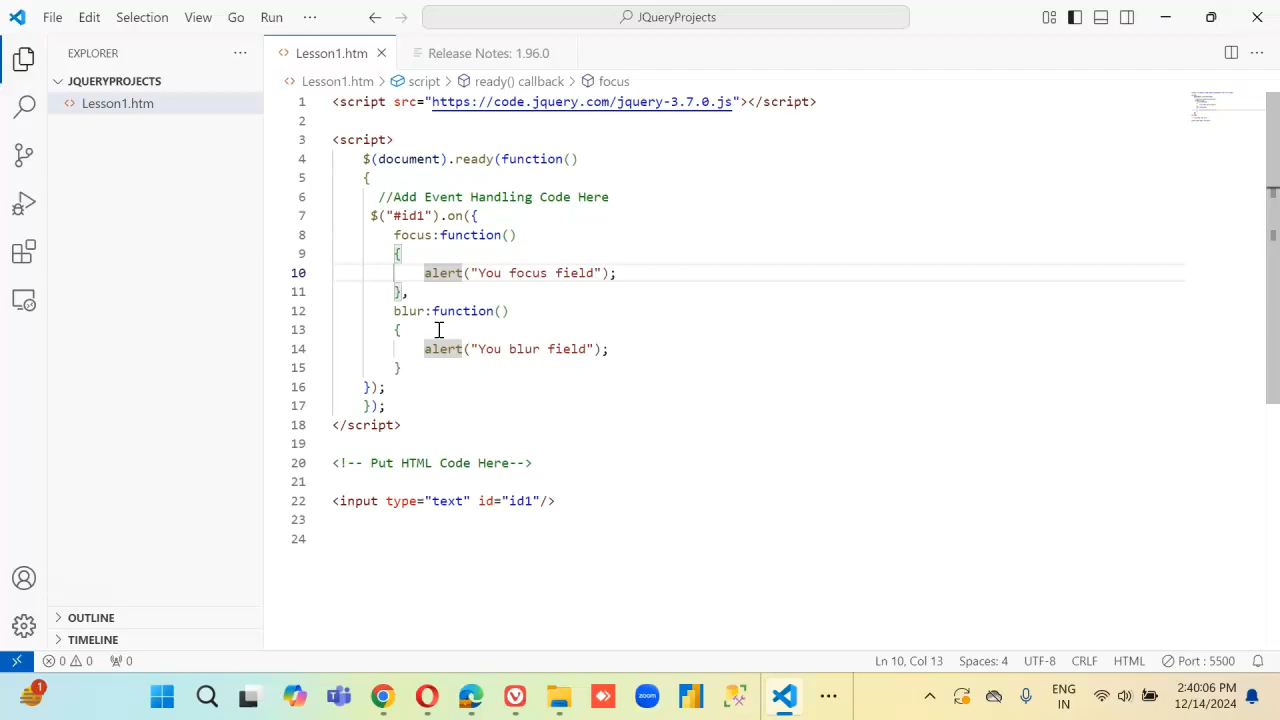 File Edit Selection View Go Run ··· JQueryProjects
EXPLORER ···
JQUERYPROJECTS
Lesson1.htm
OUTLINE
TIMELINE
Lesson1.htm Release Notes: 1.96.0
Lesson1.htm > script > ready() callback > focus
1 <script src="https://code.jquery.com/jquery-3.7.0.js"></script>
2
3 <script>
4 $(document).ready(function()
5 {
6 //Add Event Handling Code Here
7 $("#id1").on({
8 focus:function()
9 {
10 alert("You focus field");
11 },
12 blur:function()
13 {
14 alert("You blur field");
15 }
16 });
17 });
18 </script>
19
20 <!-- Put HTML Code Here-->
21
22 <input type="text" id="id1"/>
23
24
0 0 0 Ln 10, Col 13 Spaces: 4 UTF-8 CRLF HTML Port : 5500
1 zoom ··· ENG IN 2:40:06 PM 12/14/2024